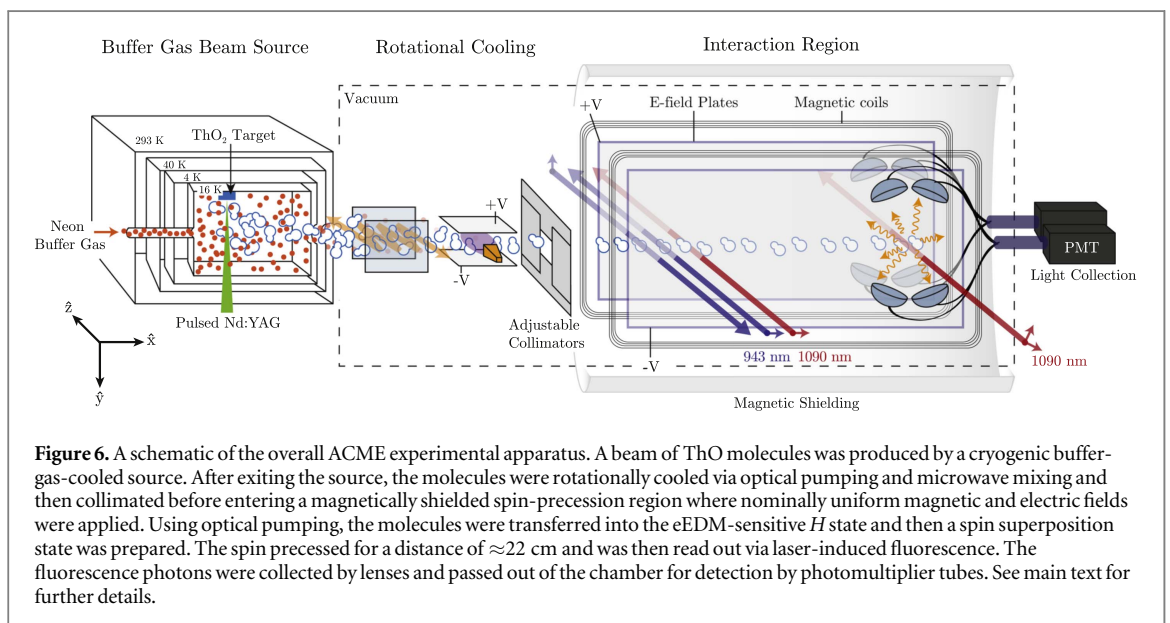 Buffer Gas Beam Source
Rotational Cooling
Interaction Region
Vacuum
+V
E-field Plates
Magnetic coils
ThO₂ Target
293 K
40 K
4 K
16 K
Neon
Buffer Gas
+V
-V
PMT
Light Collection
Pulsed Nd:YAG
Adjustable
Collimators
ẑ
x̂
ŷ
943 nm
1090 nm
1090 nm
-V
Magnetic Shielding
Figure 6. A schematic of the overall ACME experimental apparatus. A beam of ThO molecules was produced by a cryogenic buffer-
gas-cooled source. After exiting the source, the molecules were rotationally cooled via optical pumping and microwave mixing and
then collimated before entering a magnetically shielded spin-precession region where nominally uniform magnetic and electric fields
were applied. Using optical pumping, the molecules were transferred into the eEDM-sensitive H state and then a spin superposition
state was prepared. The spin precessed for a distance of ≈22 cm and was then read out via laser-induced fluorescence. The
fluorescence photons were collected by lenses and passed out of the chamber for detection by photomultiplier tubes. See main text for
further details.